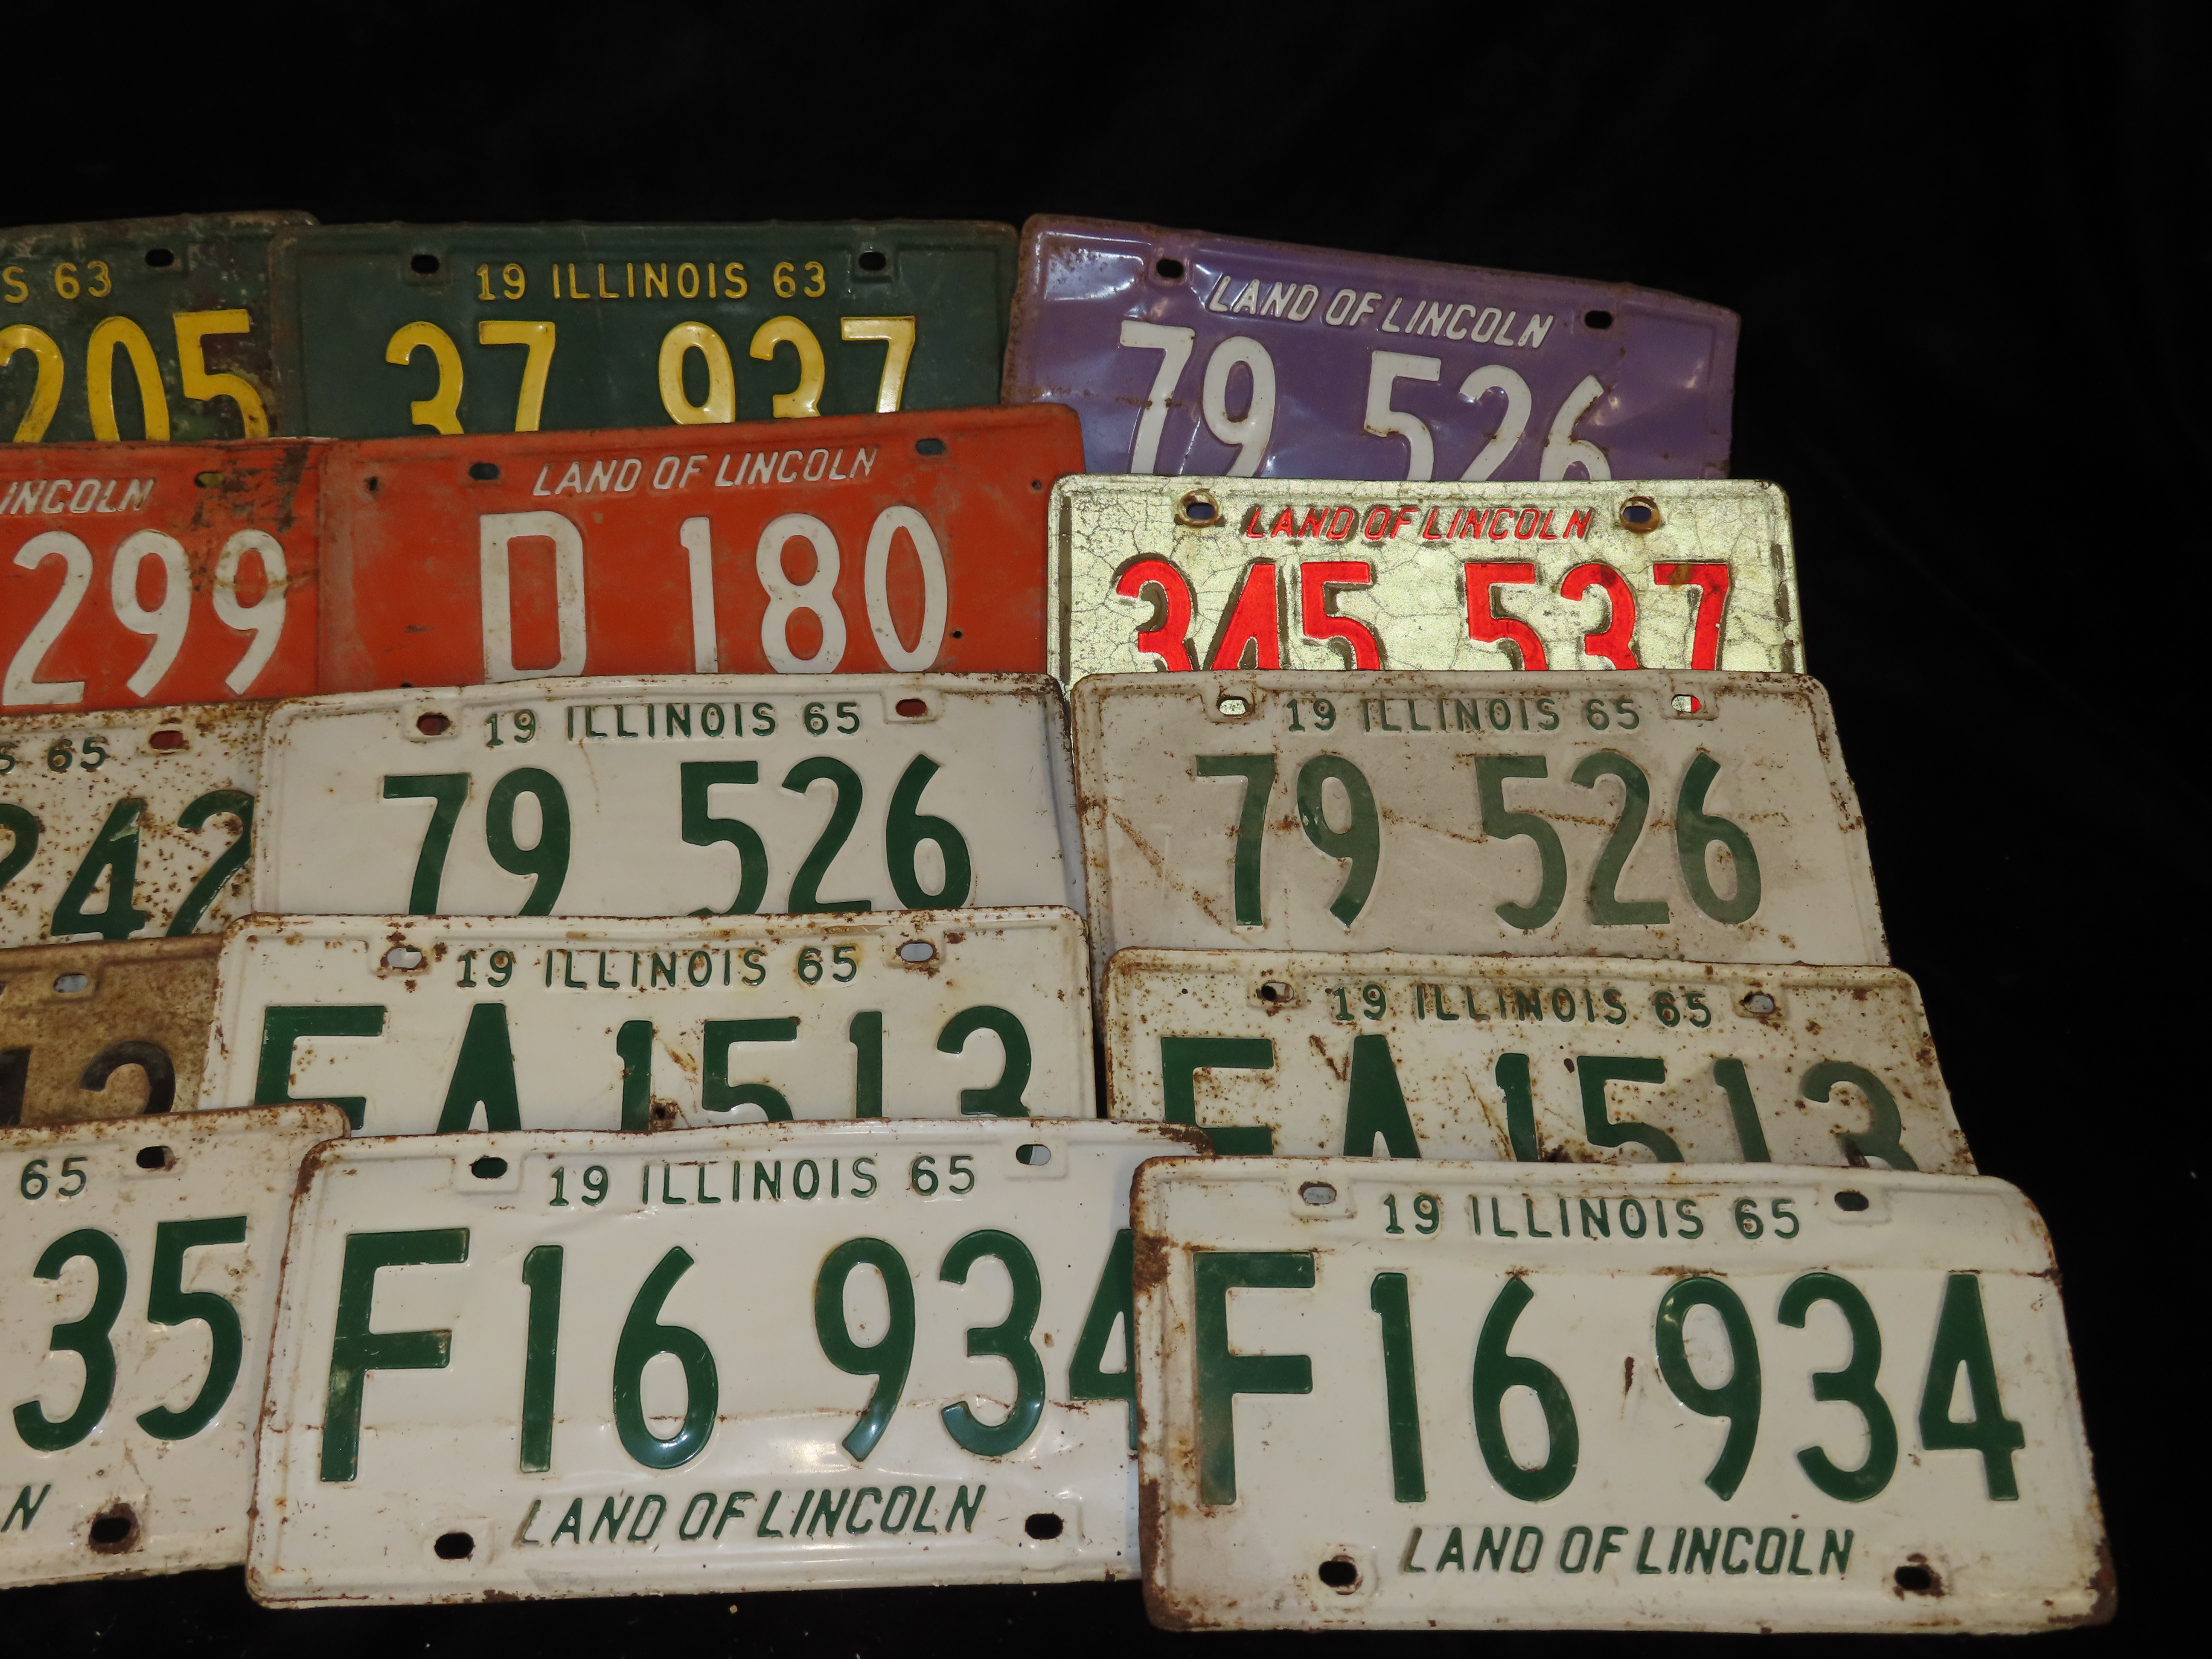 S 63
205
19 ILLINOIS 63
37 937
LAND OF LINCOLN
79 526
LINCOLN
299
LAND OF LINCOLN
D 180
LAND OF LINCOLN
345 537
S 65
242
19 ILLINOIS 65
79 526
19 ILLINOIS 65
79 526
12
19 ILLINOIS 65
FA 1513
19 ILLINOIS 65
FA 1513
65
35
N
19 ILLINOIS 65
F16 934
LAND OF LINCOLN
19 ILLINOIS 65
F16 934
LAND OF LINCOLN